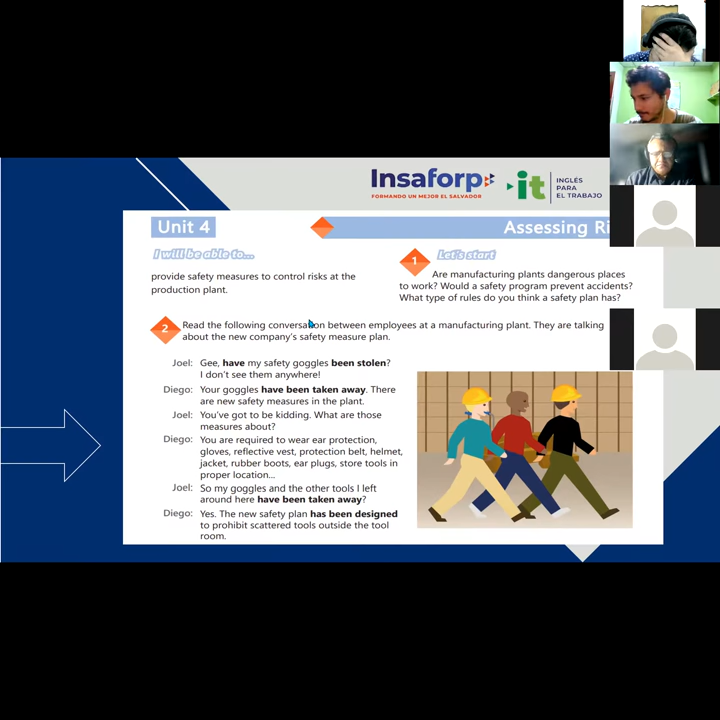 Insaforp
FORMANDO UN MEJOR EL SALVADOR
it
INGLÉS
PARA
EL TRABAJO
Unit 4
Assessing Ri
I will be able to...
provide safety measures to control risks at the
production plant.
1
Let's start
Are manufacturing plants dangerous places
to work? Would a safety program prevent accidents?
What type of rules do you think a safety plan has?
2
Read the following conversation between employees at a manufacturing plant. They are talking
about the new company's safety measure plan.
Joel: Gee, have my safety goggles been stolen?
I don't see them anywhere!
Diego: Your goggles have been taken away. There
are new safety measures in the plant.
Joel: You've got to be kidding. What are those
measures about?
Diego: You are required to wear ear protection,
gloves, reflective vest, protection belt, helmet,
jacket, rubber boots, ear plugs, store tools in
proper location...
Joel: So my goggles and the other tools I left
around here have been taken away?
Diego: Yes. The new safety plan has been designed
to prohibit scattered tools outside the tool
room.